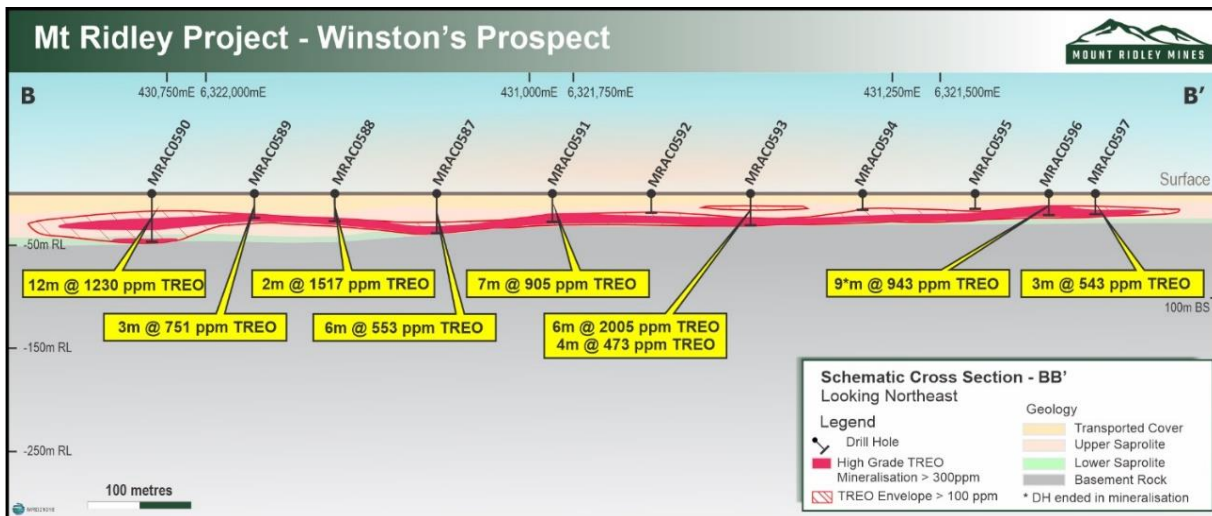 Mt Ridley Project - Winston's Prospect
MOUNT RIDLEY MINES
B
430,750mE 6,322,000mE
431,000mE 6,321,750mE
431,250mE 6,321,500mE
B'
MRAC0590
MRAC0589
MRAC0588
MRAC0587
MRAC0591
MRAC0592
MRAC0593
MRAC0594
MRAC0595
MRAC0596
MRAC0597
Surface
-50m RL
12m @ 1230 ppm TREO
2m @ 1517 ppm TREO
7m @ 905 ppm TREO
9*m @ 943 ppm TREO
3m @ 543 ppm TREO
100m BS
3m @ 751 ppm TREO
6m @ 553 ppm TREO
6m @ 2005 ppm TREO
4m @ 473 ppm TREO
-150m RL
-250m RL
100 metres
Schematic Cross Section - BB'
Looking Northeast
Legend
Drill Hole
High Grade TREO
Mineralisation > 300ppm
TREO Envelope > 100 ppm
Geology
Transported Cover
Upper Saprolite
Lower Saprolite
Basement Rock
* DH ended in mineralisation